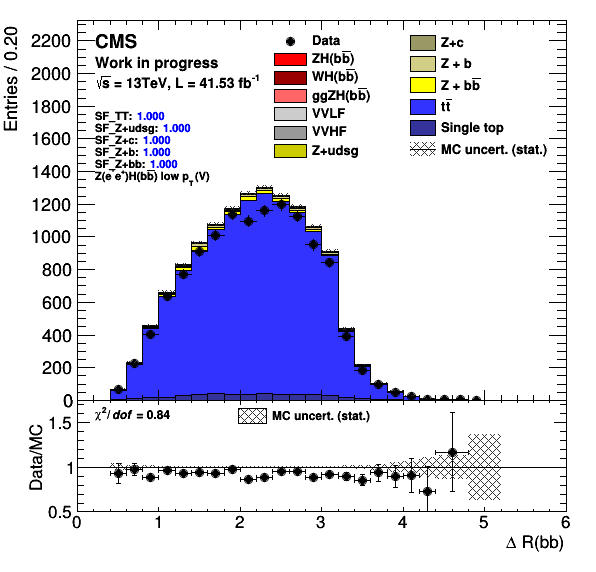 CMS
Work in progress
√s = 13TeV, L = 41.53 fb⁻¹
SF_TT: 1.000
SF_Z+udsg: 1.000
SF_Z+c: 1.000
SF_Z+b: 1.000
SF_Z+bb: 1.000
Z(e⁻e⁺)H(bb̅) low p_T(V)
Data
ZH(bb̅)
WH(bb̅)
ggZH(bb̅)
VVLF
VVHF
Z+udsg
Z+c
Z + b
Z + bb̅
tt̅
Single top
MC uncert. (stat.)
Entries / 0.20
2200
2000
1800
1600
1400
1200
1000
800
600
400
200
0
χ²/dof = 0.84
MC uncert. (stat.)
Data/MC
1.5
1
0.5
0
1
2
3
4
5
6
Δ R(bb)